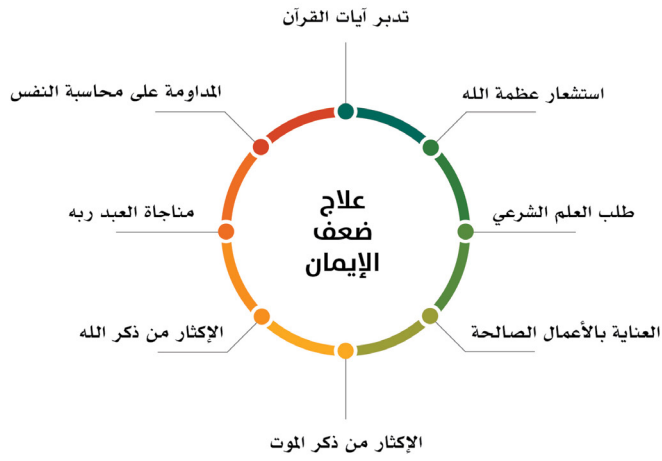 علاج
ضعف
الإيمان
تدبر آيات القرآن
استشعار عظمة الله
طلب العلم الشرعي
العناية بالأعمال الصالحة
الإكثار من ذكر الموت
الإكثار من ذكر الله
مناجاة العبد ربه
المداومة على محاسبة النفس